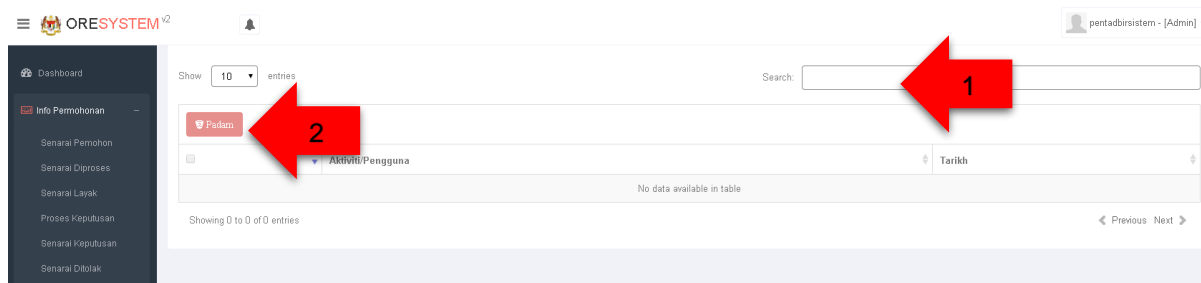 ORESYSTEM v2
pentadbirsistem - [Admin]
Dashboard
Show 10 entries
Search:
1
Info Permohonan
Padam
2
Senarai Pemohon
Aktiviti/Pengguna
Tarikh
Senarai Diproses
No data available in table
Senarai Layak
Proses Keputusan
Showing 0 to 0 of 0 entries
Previous Next
Senarai Keputusan
Senarai Ditolak